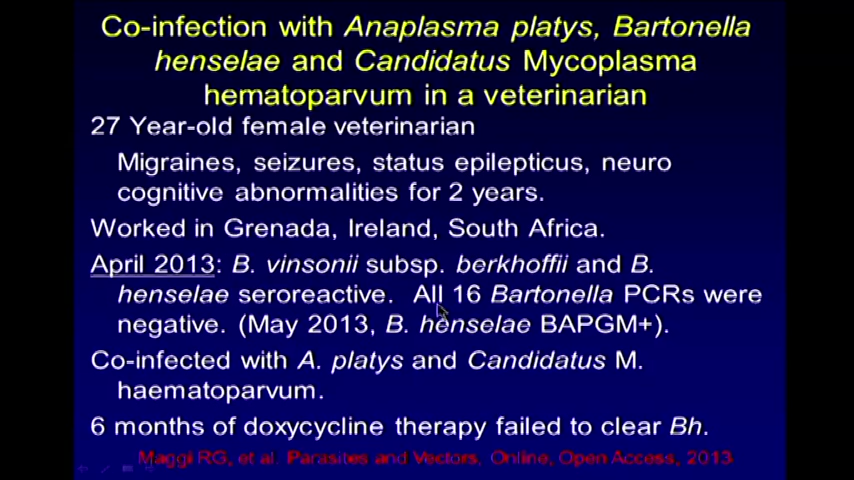 Co-infection with Anaplasma platys, Bartonella
henselae and Candidatus Mycoplasma
hematoparvum in a veterinarian
27 Year-old female veterinarian
Migraines, seizures, status epilepticus, neuro
cognitive abnormalities for 2 years.
Worked in Grenada, Ireland, South Africa.
April 2013: B. vinsonii subsp. berkhoffii and B.
henselae seroreactive. All 16 Bartonella PCRs were
negative. (May 2013, B. henselae BAPGM+).
Co-infected with A. platys and Candidatus M.
haematoparvum.
6 months of doxycycline therapy failed to clear Bh.
Maggi RG, et al. Parasites and Vectors, Online, Open Access, 2013